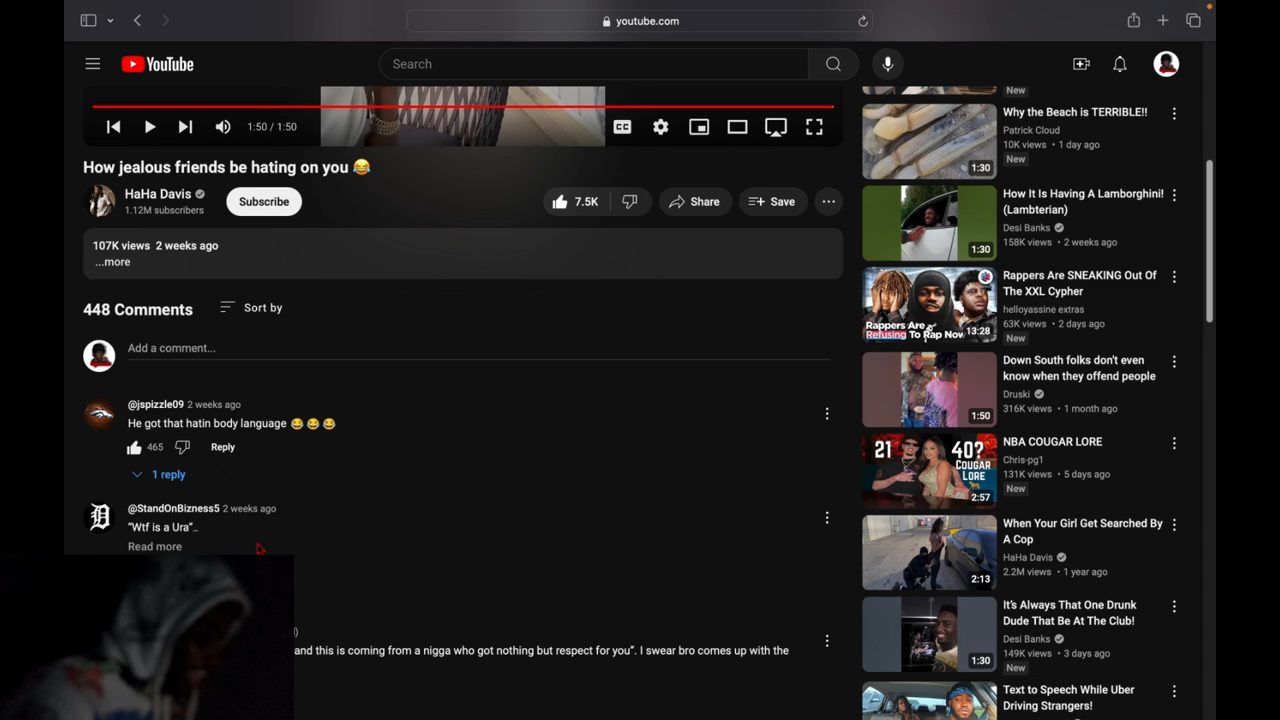 youtube.com
YouTube
Search
1:50 / 1:50
CC
How jealous friends be hating on you 😂
HaHa Davis
1.12M subscribers
Subscribe
7.5K
Share
Save
107K views 2 weeks ago
...more
448 Comments
Sort by
Add a comment...
@jspizzle09 2 weeks ago
He got that hatin body language 😂 😂 😂
465
Reply
1 reply
@StandOnBizness5 2 weeks ago
"Wtf is a Ura"...
Read more
and this is coming from a nigga who got nothing but respect for you". I swear bro comes up with the
New
Why the Beach is TERRIBLE!!
Patrick Cloud
10K views • 1 day ago
New
1:30
How It Is Having A Lamborghini!
(Lambterian)
Desi Banks
158K views • 2 weeks ago
1:30
Rappers Are SNEAKING Out Of
The XXL Cypher
helloyassine extras
63K views • 2 days ago
New
Rappers Are
Refusing To Rap Now
13:28
Down South folks don't even
know when they offend people
Druski
316K views • 1 month ago
1:50
NBA COUGAR LORE
Chris-pg1
131K views • 5 days ago
New
21
40?
COUGAR
LORE
2:57
When Your Girl Get Searched By
A Cop
HaHa Davis
2.2M views • 1 year ago
2:13
It's Always That One Drunk
Dude That Be At The Club!
Desi Banks
149K views • 3 days ago
New
1:30
Text to Speech While Uber
Driving Strangers!